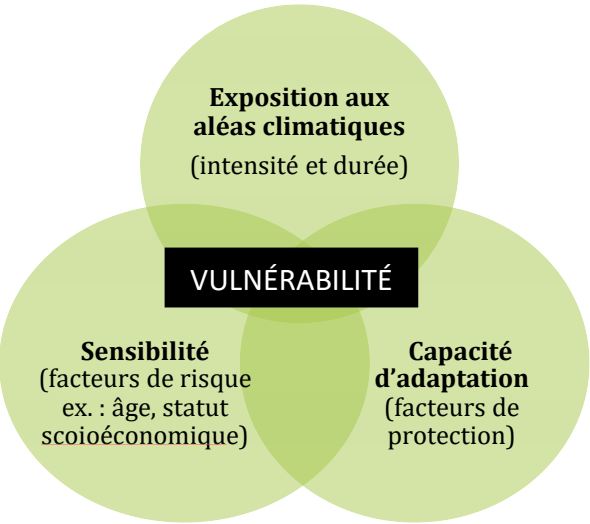 Exposition aux
aléas climatiques
(intensité et durée)
VULNÉRABILITÉ
Sensibilité
(facteurs de risque
ex. : âge, statut
scoioéconomique)
Capacité
d'adaptation
(facteurs de
protection)